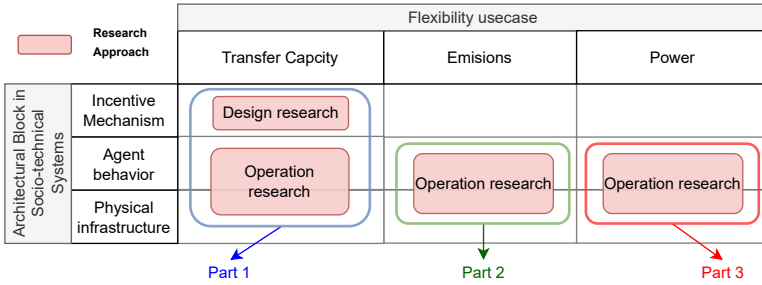 Research
Approach
Flexibility usecase
Transfer Capcity
Emisions
Power
Architectural Block in
Socio-technical
Systems
Incentive
Mechanism
Design research
Agent
behavior
Operation
research
Operation research
Operation research
Physical
infrastructure
Part 1
Part 2
Part 3